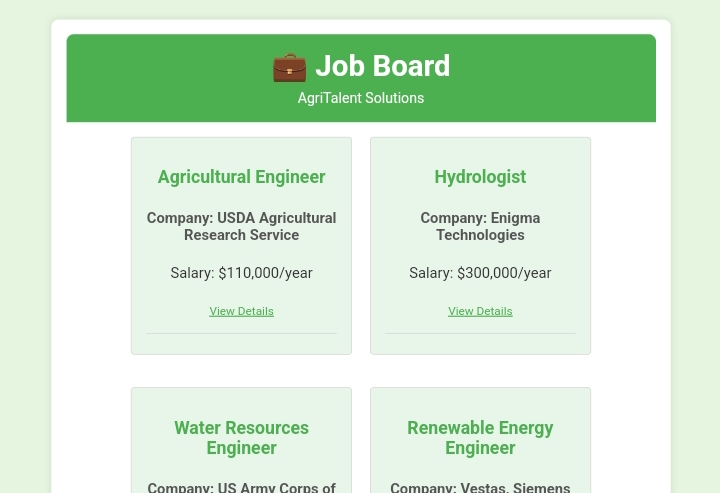 Job Board
AgriTalent Solutions
Agricultural Engineer
Company: USDA Agricultural
Research Service
Salary: $110,000/year
View Details
Hydrologist
Company: Enigma
Technologies
Salary: $300,000/year
View Details
Water Resources
Engineer
Company: US Army Corps of
Renewable Energy
Engineer
Company: Vestas, Siemens